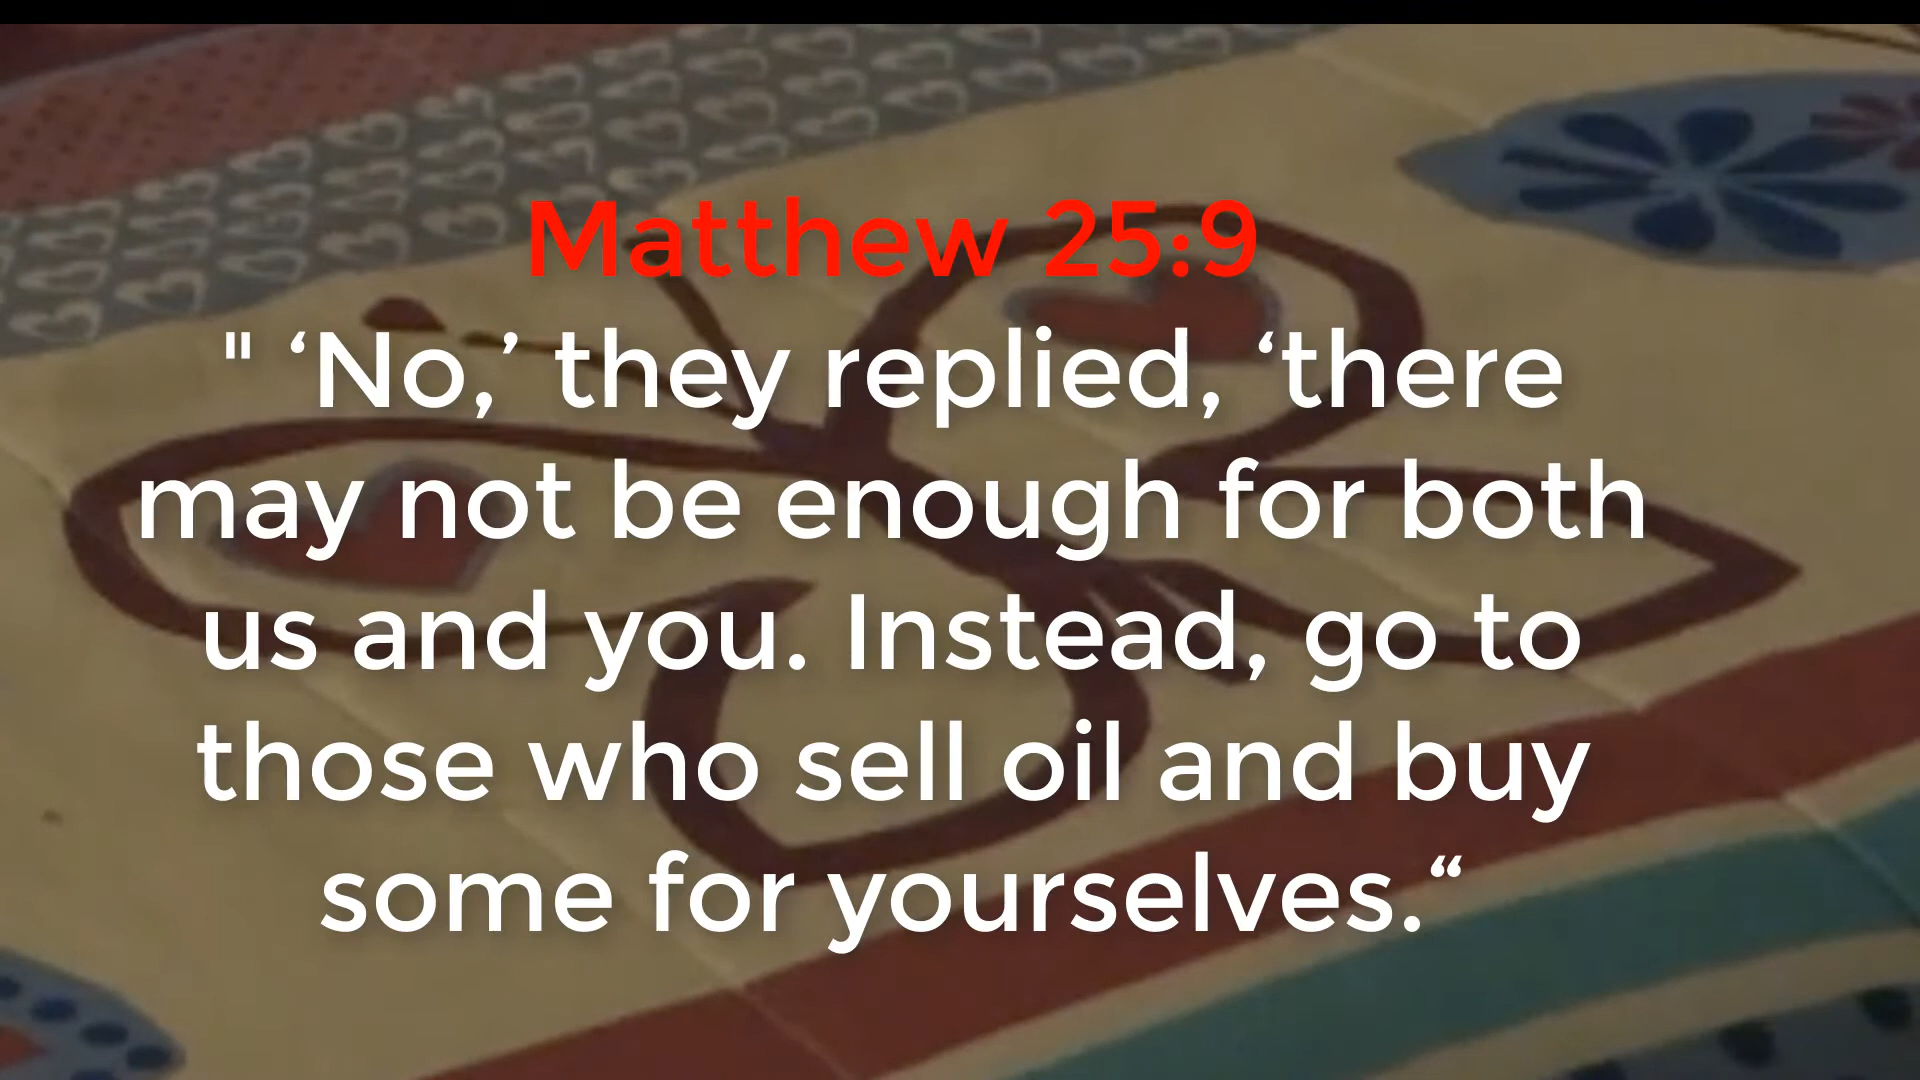 Matthew 25:9
" ‘No,’ they replied, ‘there
may not be enough for both
us and you. Instead, go to
those who sell oil and buy
some for yourselves.“